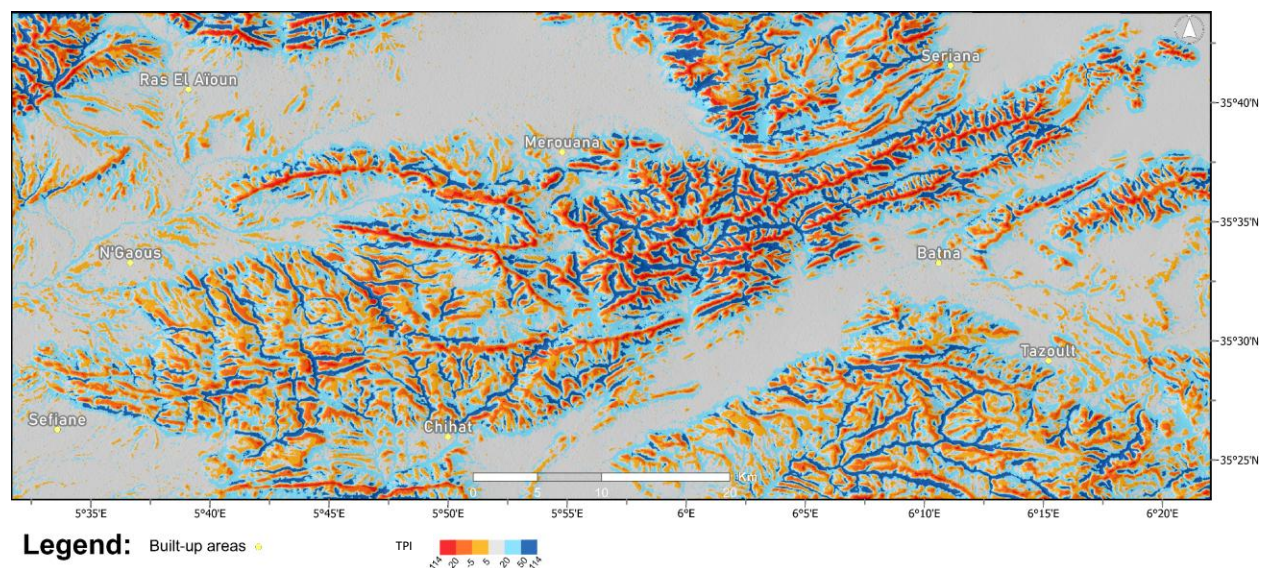 Seriana
Ras El Aïoun
35°40'N
Merouana
35°35'N
N'Gaous
Batna
35°30'N
Tazoult
Sefiane
Chihat
35°25'N
Km
0 5 10 20
5°35'E 5°40'E 5°45'E 5°50'E 5°55'E 6°E 6°5'E 6°10'E 6°15'E 6°20'E
Legend: Built-up areas TPI
114 20 -5 5 20 50 114